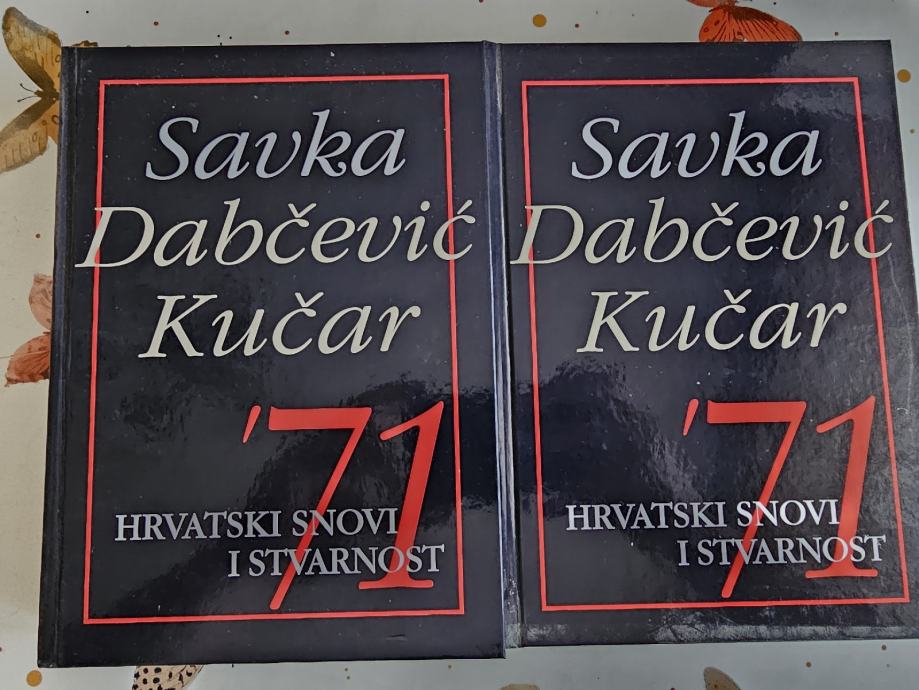 Savka
Dabčević
Kučar
'71
HRVATSKI SNOVI
I STVARNOST
Savka
Dabčević
Kučar
'71
HRVATSKI SNOVI
I STVARNOST